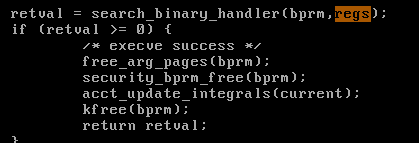 retval = search_binary_handler(bprm,regs);
if (retval >= 0) {
        /* execve success */
        free_arg_pages(bprm);
        security_bprm_free(bprm);
        acct_update_integrals(current);
        kfree(bprm);
        return retval;
}